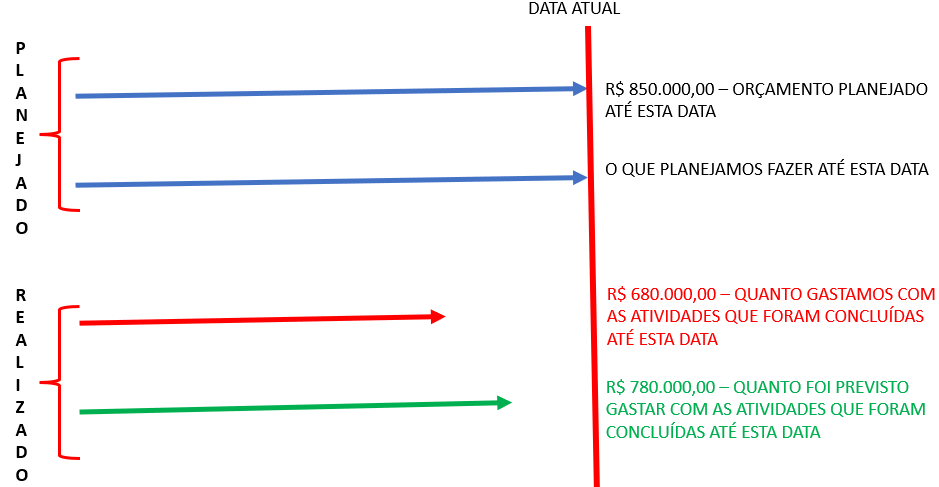 DATA ATUAL
PLANEJADO
R$ 850.000,00 – ORÇAMENTO PLANEJADO
ATÉ ESTA DATA
O QUE PLANEJAMOS FAZER ATÉ ESTA DATA
REALIZADO
R$ 680.000,00 – QUANTO GASTAMOS COM
AS ATIVIDADES QUE FORAM CONCLUÍDAS
ATÉ ESTA DATA
R$ 780.000,00 – QUANTO FOI PREVISTO
GASTAR COM AS ATIVIDADES QUE FORAM
CONCLUÍDAS ATÉ ESTA DATA